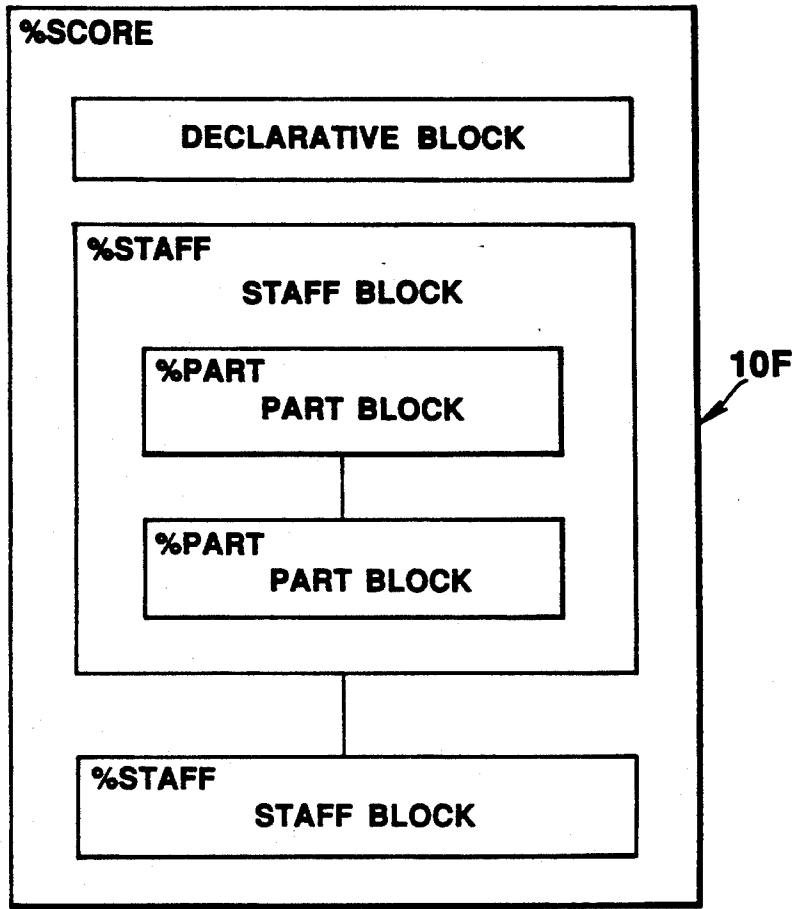 %SCORE
DECLARATIVE BLOCK
%STAFF
STAFF BLOCK
%PART
PART BLOCK
10F
%PART
PART BLOCK
%STAFF
STAFF BLOCK